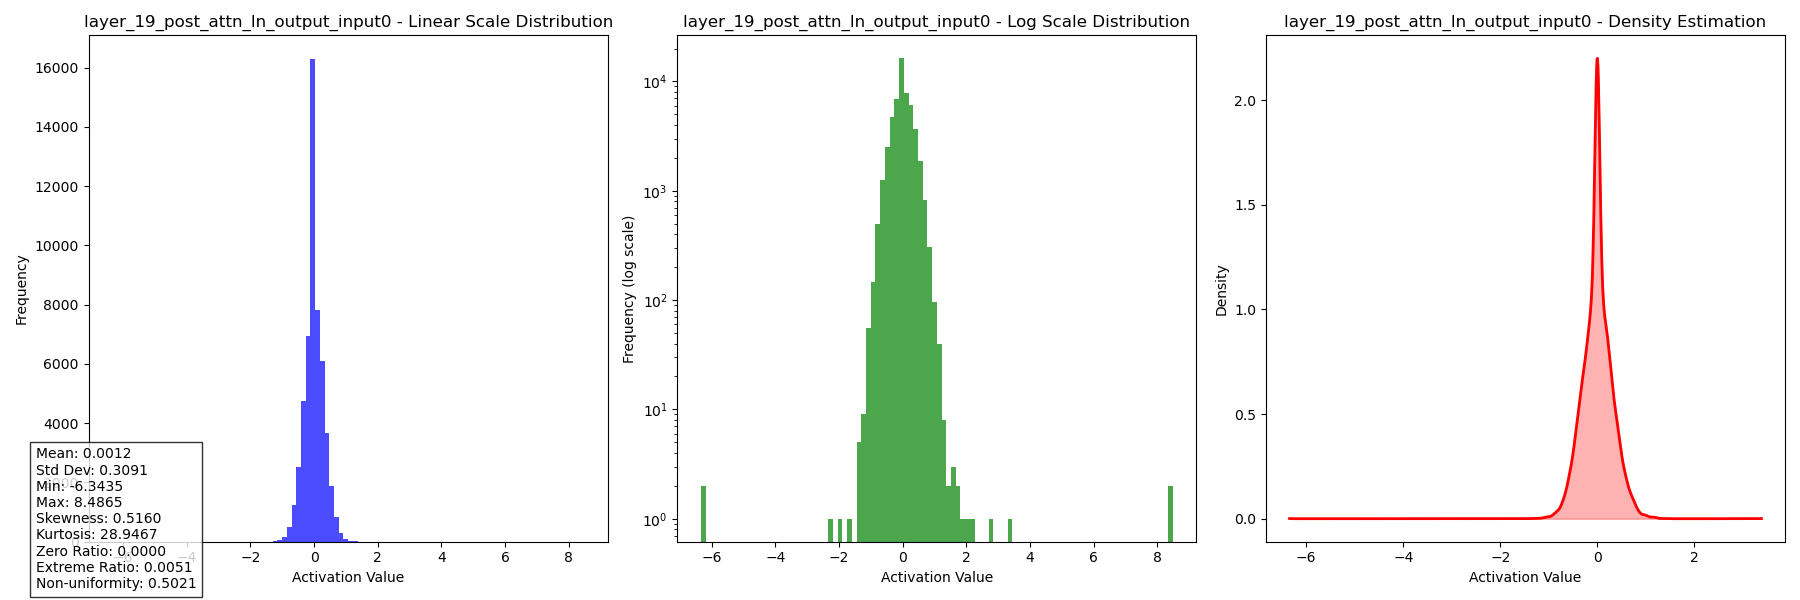 layer_19_post_attn_ln_output_input0 - Linear Scale Distribution
layer_19_post_attn_ln_output_input0 - Log Scale Distribution
layer_19_post_attn_ln_output_input0 - Density Estimation
Frequency
16000
14000
12000
10000
8000
6000
4000
2000
0
−6
−4
−2
0
2
4
6
8
Activation Value
Mean: 0.0012
Std Dev: 0.3091
Min: -6.3435
Max: 8.4865
Skewness: 0.5160
Kurtosis: 28.9467
Zero Ratio: 0.0000
Extreme Ratio: 0.0051
Non-uniformity: 0.5021
Frequency (log scale)
10⁴
10³
10²
10¹
10⁰
−6
−4
−2
0
2
4
6
8
Activation Value
Density
2.0
1.5
1.0
0.5
0.0
−6
−4
−2
0
2
Activation Value